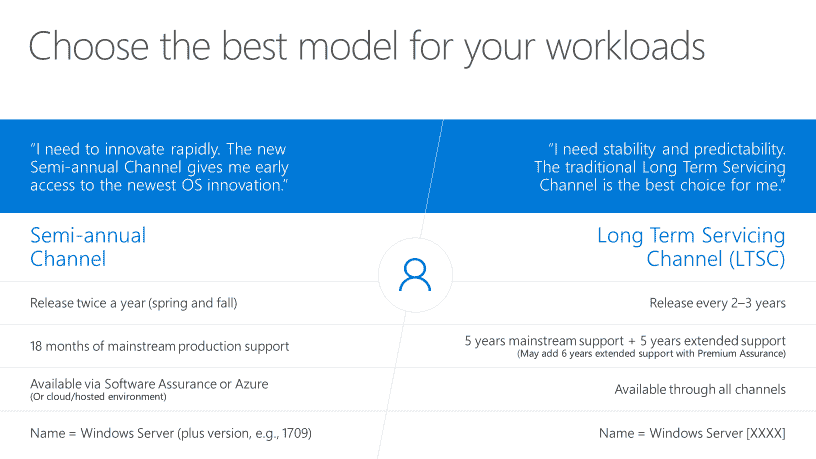 Choose the best model for your workloads
“I need to innovate rapidly. The new
Semi-annual Channel gives me early
access to the newest OS innovation.”
“I need stability and predictability.
The traditional Long Term Servicing
Channel is the best choice for me.”
Semi-annual
Channel
Long Term Servicing
Channel (LTSC)
Release twice a year (spring and fall)
Release every 2–3 years
18 months of mainstream production support
5 years mainstream support + 5 years extended support
(May add 6 years extended support with Premium Assurance)
Available via Software Assurance or Azure
(Or cloud/hosted environment)
Available through all channels
Name = Windows Server (plus version, e.g., 1709)
Name = Windows Server [XXXX]